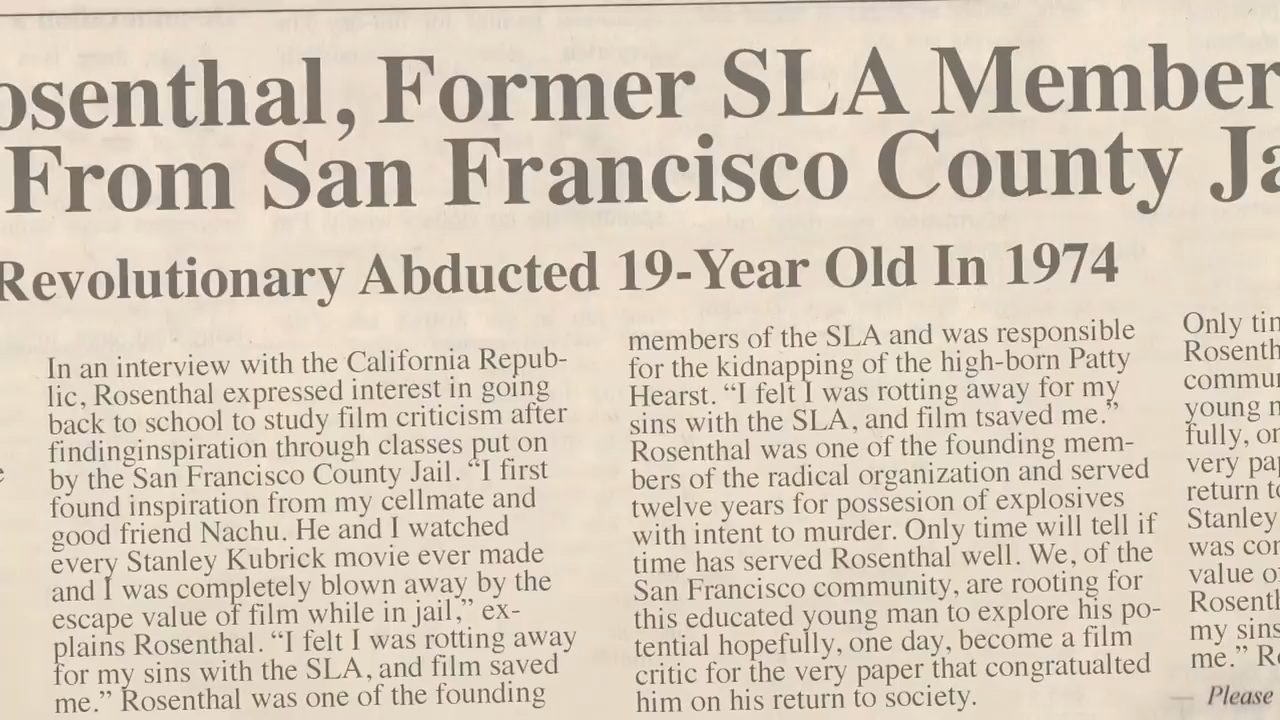 osenthal, Former SLA Member
From San Francisco County Ja
Revolutionary Abducted 19-Year Old In 1974
In an interview with the California Repub-
lic, Rosenthal expressed interest in going
back to school to study film criticism after
findinginspiration through classes put on
by the San Francisco County Jail. “I first
found inspiration from my cellmate and
good friend Nachu. He and I watched
every Stanley Kubrick movie ever made
and I was completely blown away by the
escape value of film while in jail,” ex-
plains Rosenthal. “I felt I was rotting away
for my sins with the SLA, and film saved
me.” Rosenthal was one of the founding
members of the SLA and was responsible
for the kidnapping of the high-born Patty
Hearst. “I felt I was rotting away for my
sins with the SLA, and film tsaved me.”
Rosenthal was one of the founding mem-
bers of the radical organization and served
twelve years for possesion of explosives
with intent to murder. Only time will tell if
time has served Rosenthal well. We, of the
San Francisco community, are rooting for
this educated young man to explore his po-
tential hopefully, one day, become a film
critic for the very paper that congratualted
him on his return to society.
Only tim
Rosenth
commun
young m
fully, on
very pap
return to
Stanley
was com
value of
Rosenth
my sins
me.” Ro
Please